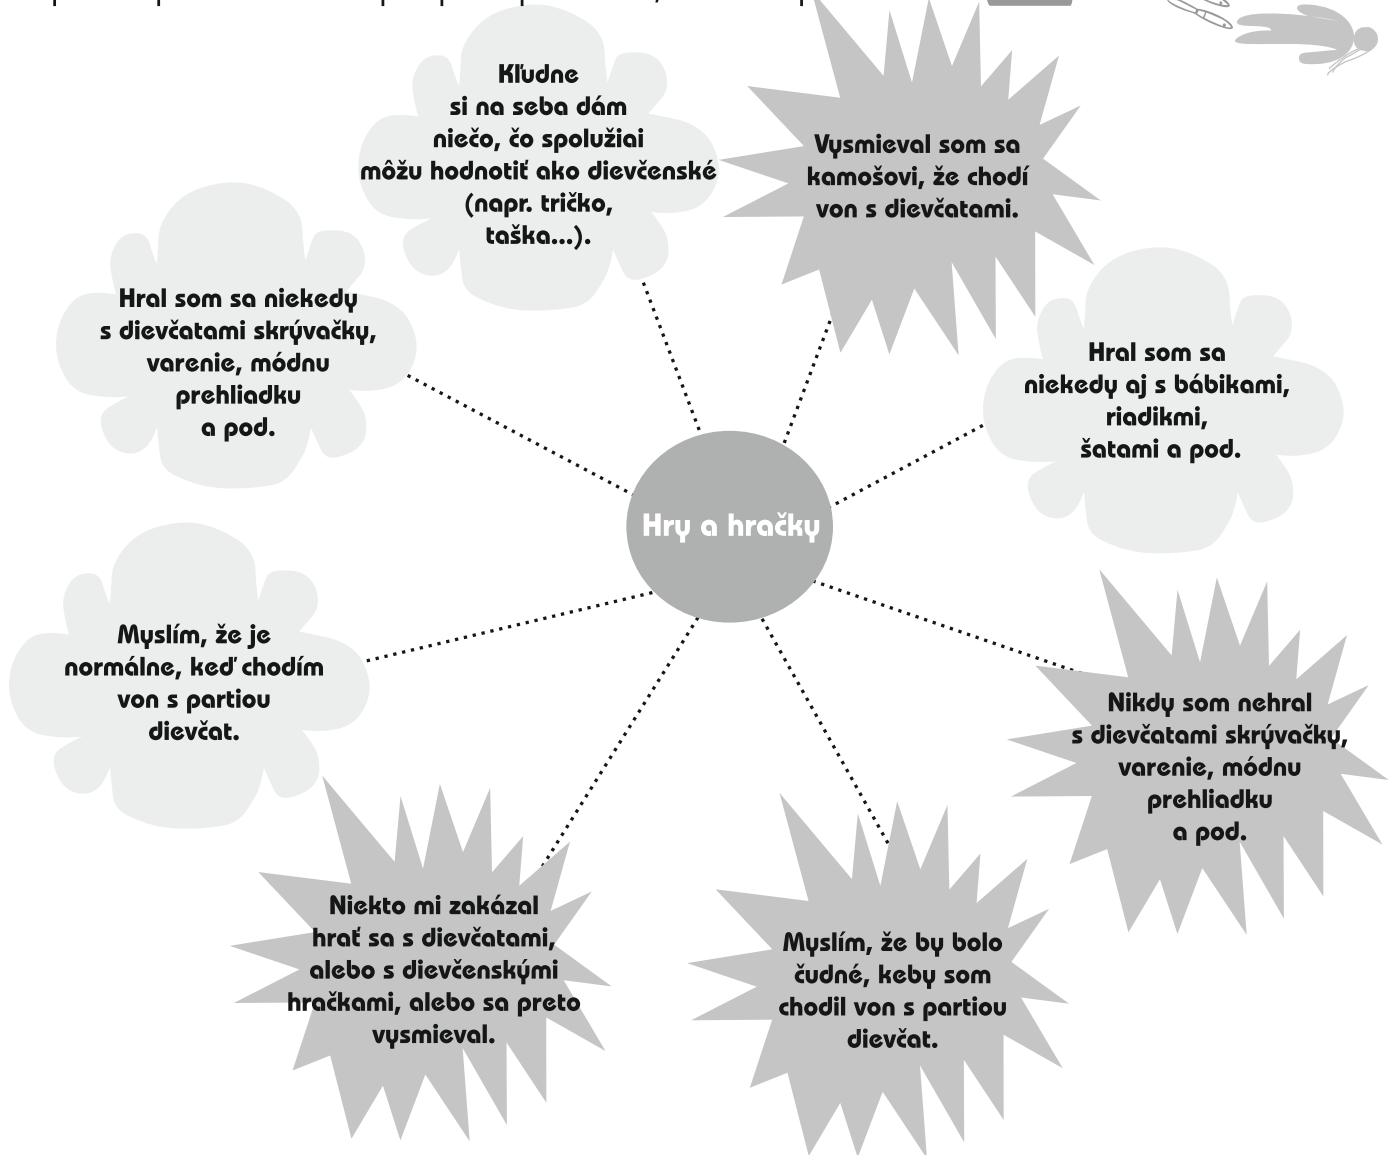 Kľudne
si na seba dám
niečo, čo spolužiai
môžu hodnotiť ako dievčenské
(napr. tričko,
taška...).
Vysmieval som sa
kamošovi, že chodí
von s dievčatami.
Hral som sa niekedy
s dievčatami skrývačky,
varenie, módnu
prehliadku
a pod.
Hral som sa
niekedy aj s bábikami,
riadikmi,
šatami a pod.
Hry a hračky
Myslím, že je
normálne, keď chodím
von s partiou
dievčat.
Nikdy som nehral
s dievčatami skrývačky,
varenie, módnu
prehliadku
a pod.
Niekto mi zakázal
hrať sa s dievčatami,
alebo s dievčenskými
hračkami, alebo sa preto
vysmieval.
Myslím, že by bolo
čudné, keby som
chodil von s partiou
dievčat.